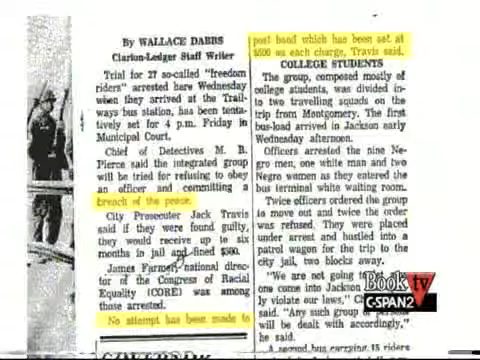 By WALLACE DABBS
Clarion-Ledger Staff Writer
Trial for 27 so-called "freedom
riders" arrested here Wednesday
when they arrived at the Trail-
ways bus station, has been tenta-
tively set for 4 p.m. Friday in
Municipal Court.
Chief of Detectives M. B.
Pierce said the integrated group
will be tried for refusing to obey
an officer and committing a
breach of the peace.
City Prosecuter Jack Travis
said if they were found guilty,
they would receive up to six
months in jail and fined $500.
James Farmer, national direc-
tor of the Congress of Racial
Equality (CORE) was among
those arrested.
No attempt has been made to
post bond which has been set at
$500 on each charge, Travis said.
COLLEGE STUDENTS
The group, composed mostly of
college students, was divided in-
to two travelling squads on the
trip from Montgomery. The first
bus-load arrived in Jackson early
Wednesday afternoon.
Officers arrested the nine Ne-
gro men, one white man and two
Negro women as they entered the
bus terminal white waiting room.
Twice officers ordered the group
to move out and twice the order
was refused. They were placed
under arrest and hustled into a
patrol wagon for the trip to the
city jail, two blocks away.
"We are not going to
one come into Jackson
ly violate our laws,"
said. "Any such group
will be dealt with accordingly,"
he said.
A second bus carrying 15 riders
Book tv
C-SPAN2